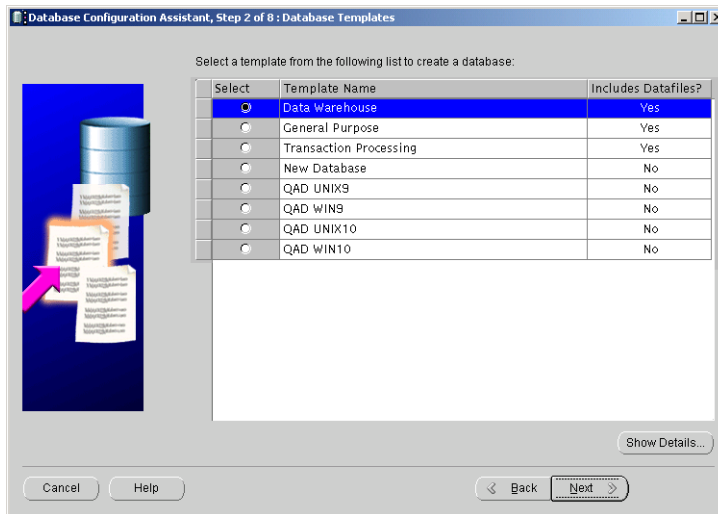 Database Configuration Assistant, Step 2 of 8 : Database Templates
Select a template from the following list to create a database:
Select Template Name Includes Datafiles?
Data Warehouse Yes
General Purpose Yes
Transaction Processing Yes
New Database No
QAD UNIX9 No
QAD WIN9 No
QAD UNIX10 No
QAD WIN10 No
Show Details...
Cancel Help Back Next